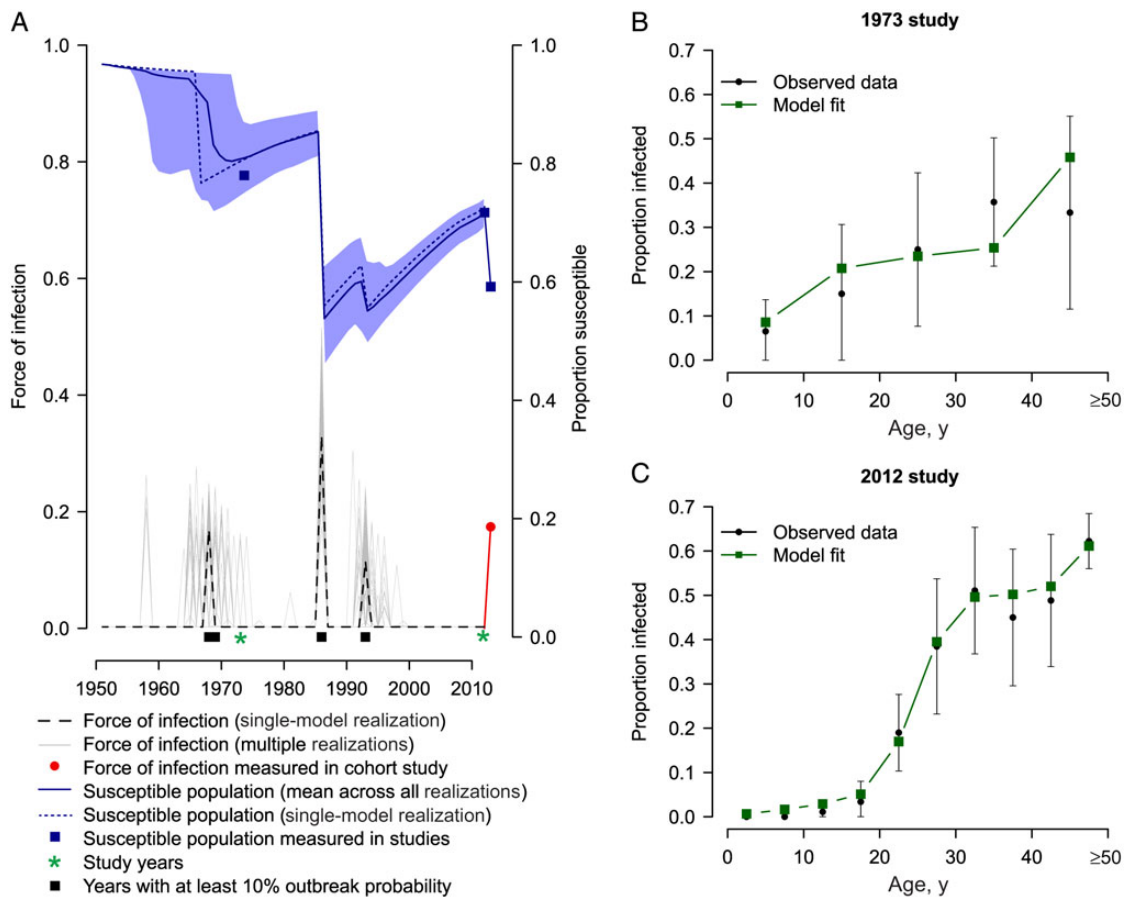 A
1.0
0.8
0.6
0.4
0.2
0.0
Force of infection
1.0
0.8
0.6
0.4
0.2
0.0
Proportion susceptible
1950 1960 1970 1980 1990 2000 2010
Force of infection (single-model realization)
Force of infection (multiple realizations)
Force of infection measured in cohort study
Susceptible population (mean across all realizations)
Susceptible population (single-model realization)
Susceptible population measured in studies
Study years
Years with at least 10% outbreak probability
B
1973 study
0.7
0.6
0.5
0.4
0.3
0.2
0.1
0.0
Proportion infected
Observed data
Model fit
0 10 20 30 40 ≥50
Age, y
C
2012 study
0.7
0.6
0.5
0.4
0.3
0.2
0.1
0.0
Proportion infected
Observed data
Model fit
0 10 20 30 40 ≥50
Age, y